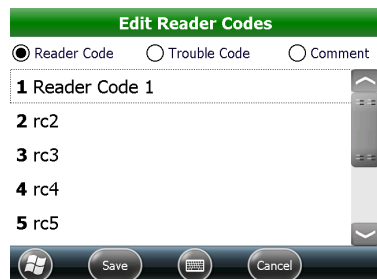 Edit Reader Codes
Reader Code Trouble Code Comment
1 Reader Code 1
2 rc2
3 rc3
4 rc4
5 rc5
Save Cancel